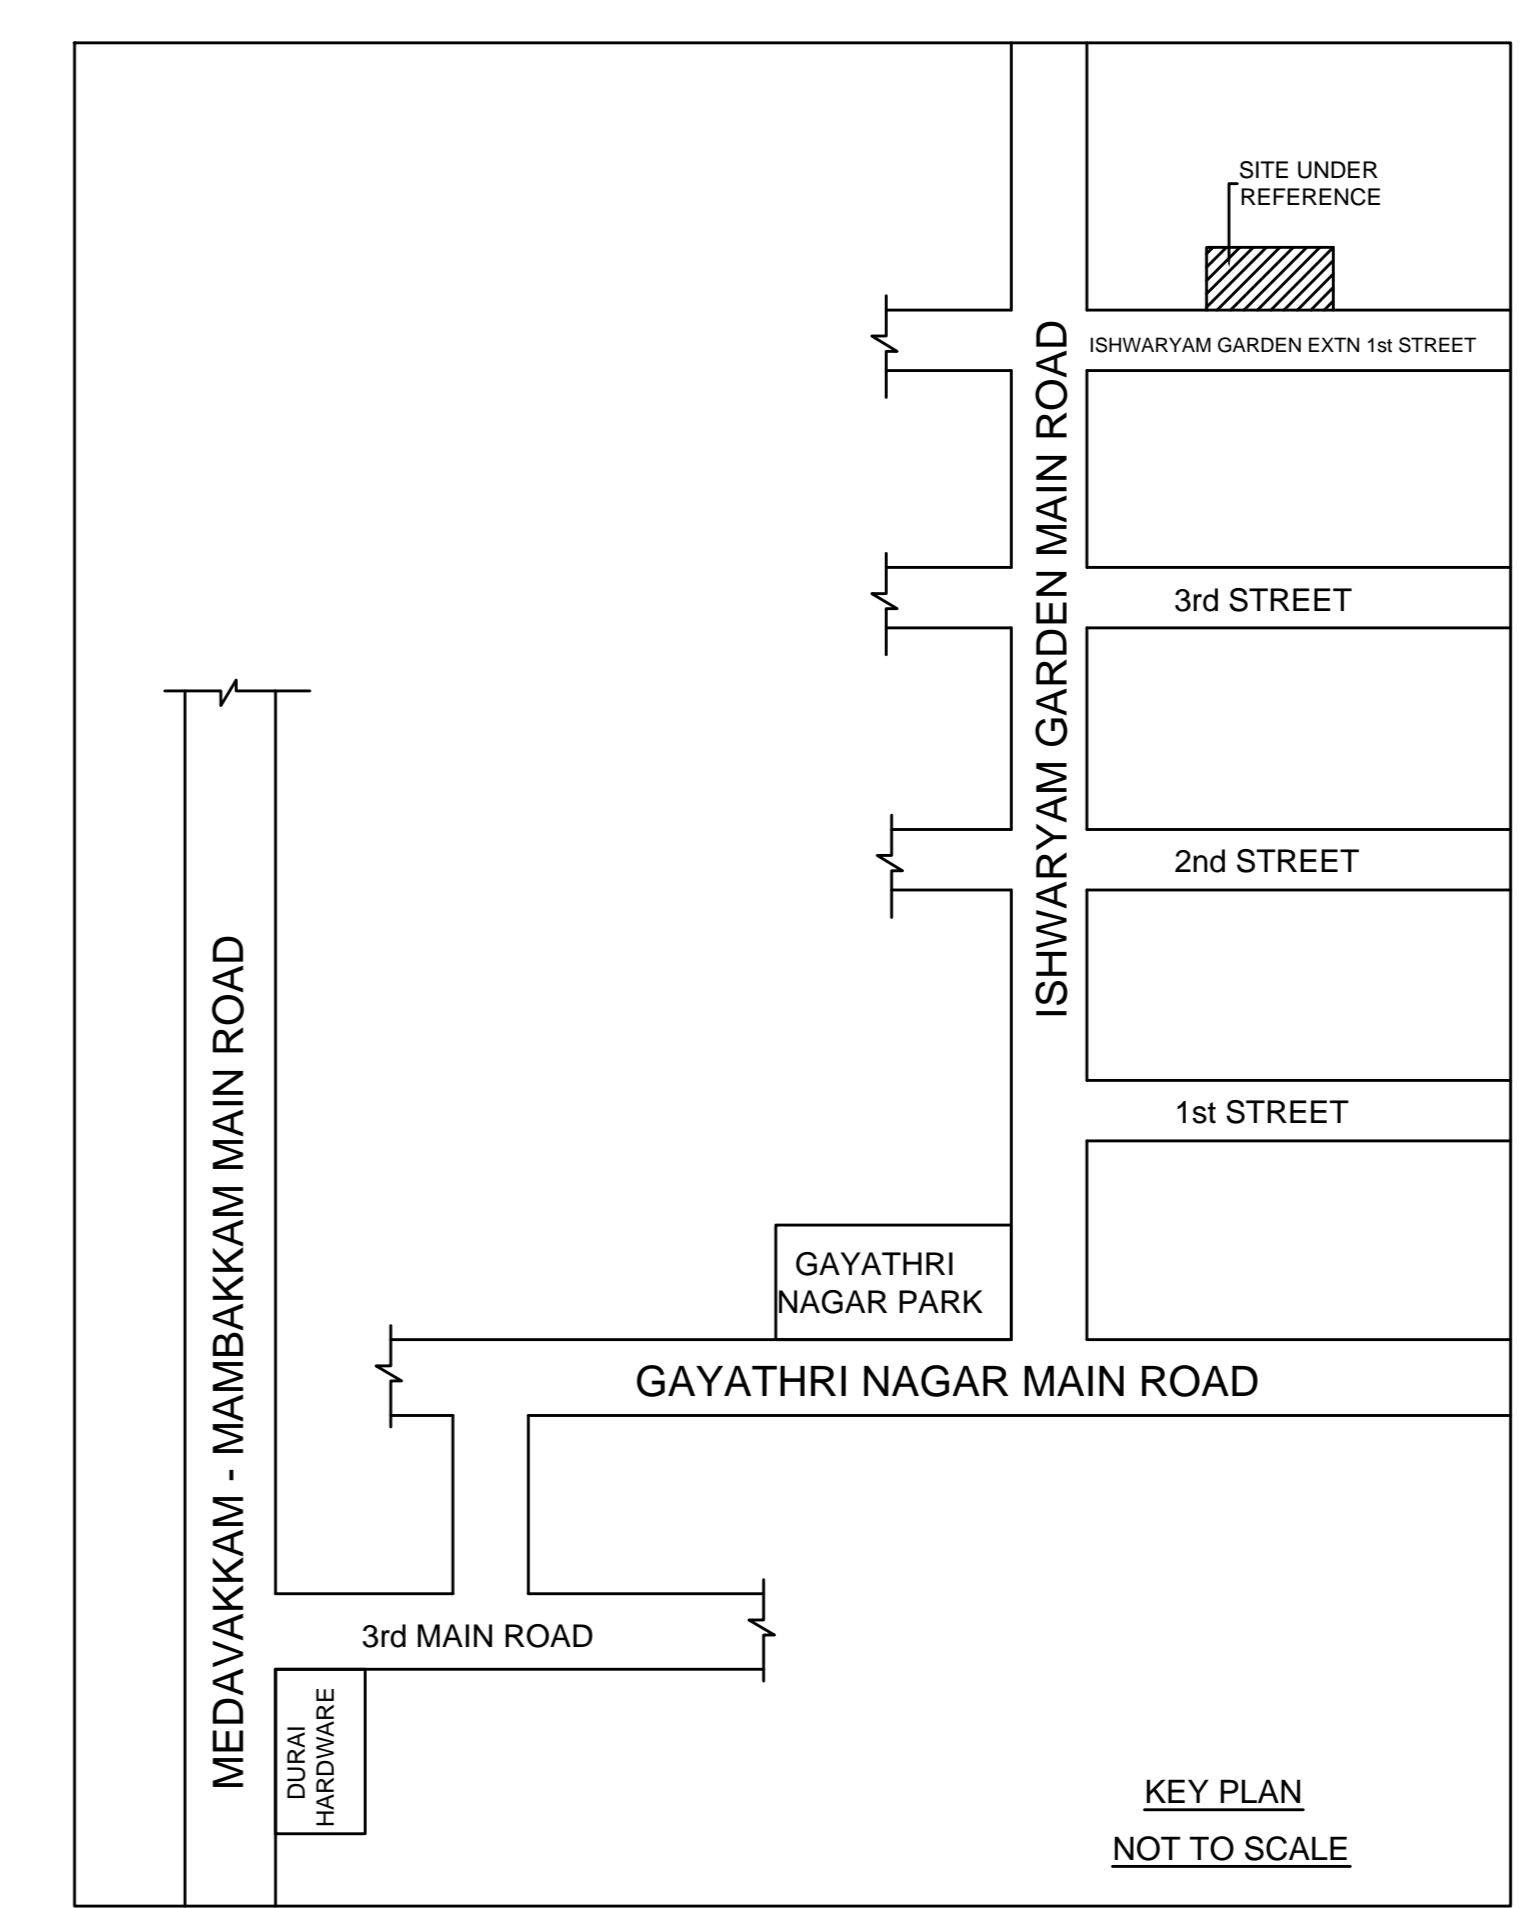 SITE UNDER
REFERENCE
ISHWARYAM GARDEN EXTN 1st STREET
ISHWARYAM GARDEN MAIN ROAD
3rd STREET
2nd STREET
1st STREET
MEDAVAKKAM - MAMBAKKAM MAIN ROAD
GAYATHRI
NAGAR PARK
GAYATHRI NAGAR MAIN ROAD
3rd MAIN ROAD
DURAI
HARDWARE
KEY PLAN
NOT TO SCALE